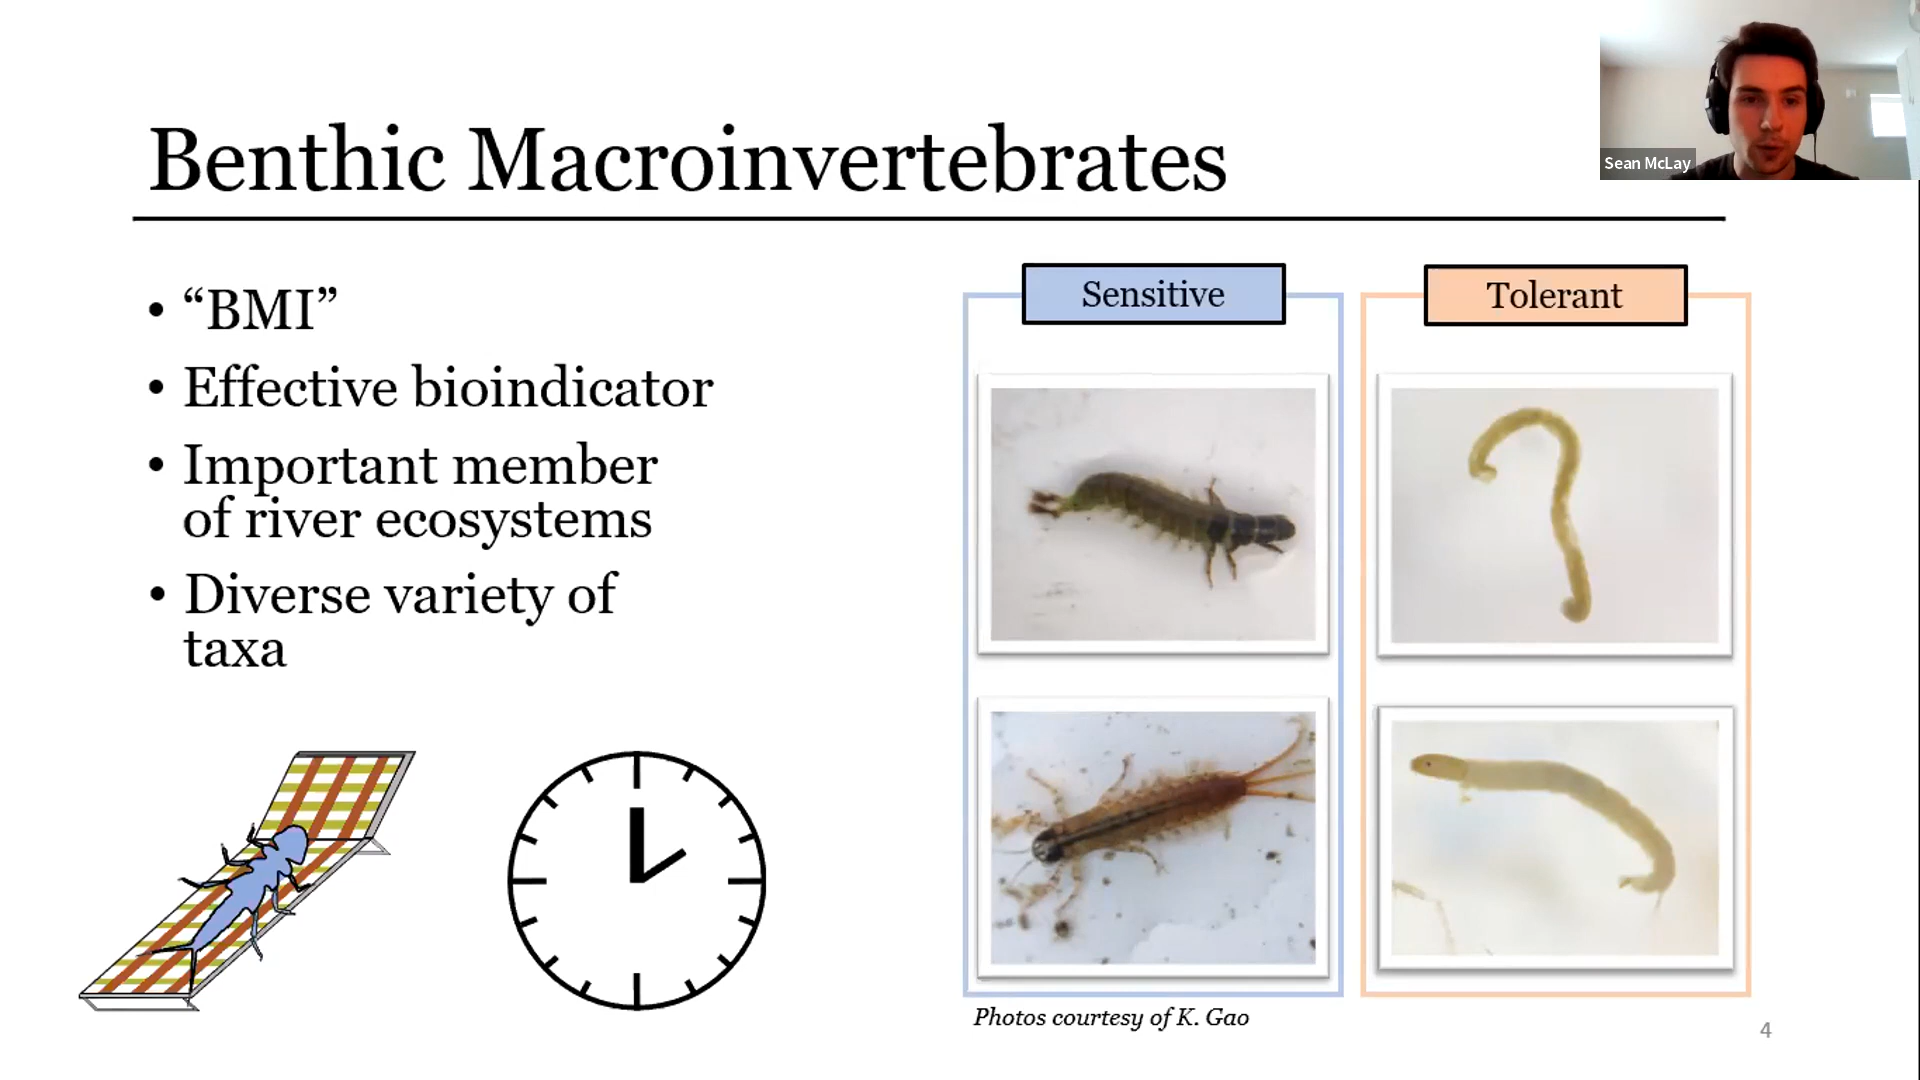 Benthic Macroinvertebrates
Sean McLay
• “BMI”
• Effective bioindicator
• Important member
of river ecosystems
• Diverse variety of
taxa
Sensitive
Tolerant
Photos courtesy of K. Gao
4